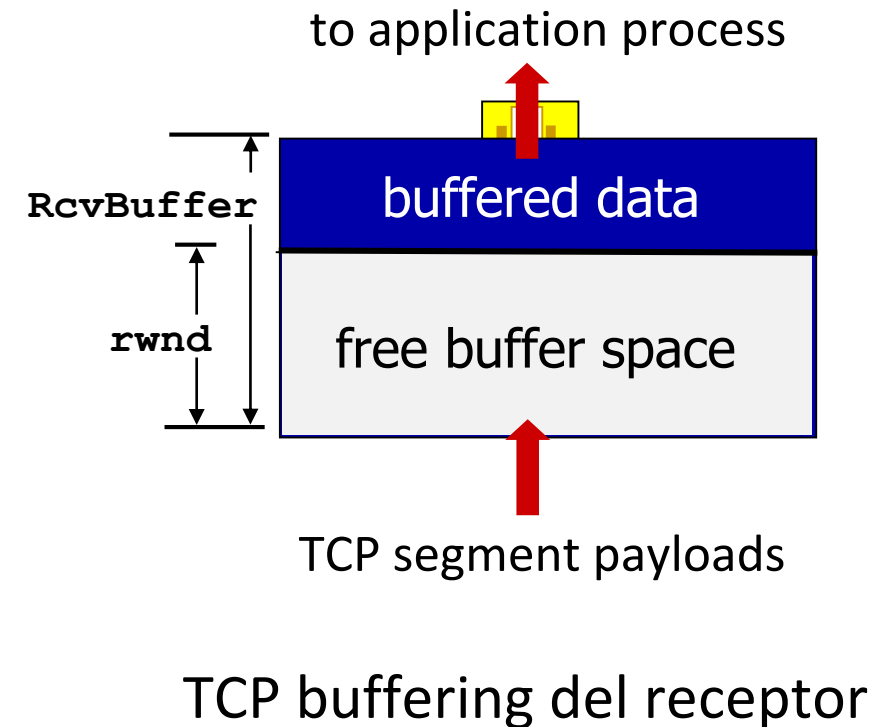 to application process
RcvBuffer
buffered data
rwnd
free buffer space
TCP segment payloads
TCP buffering del receptor